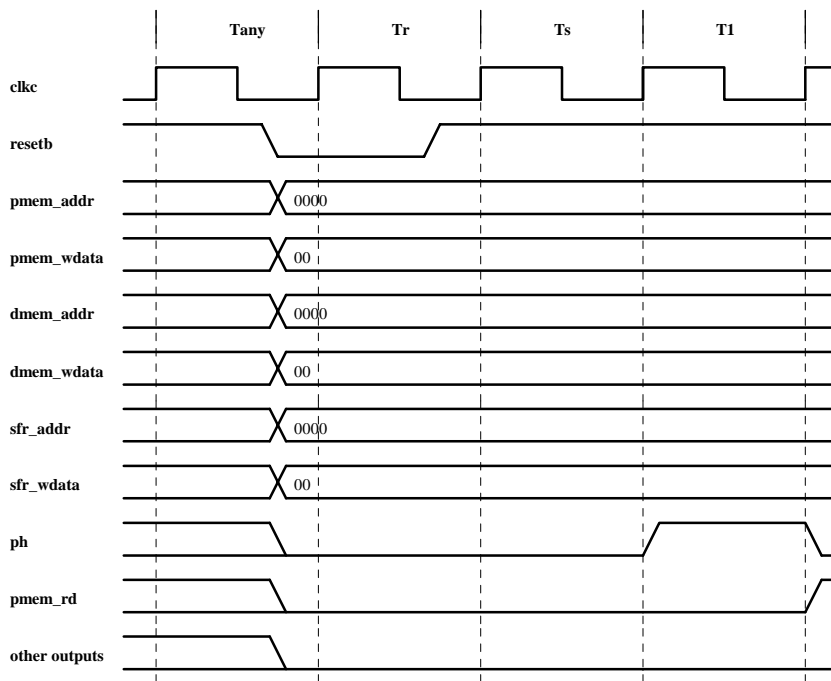 Tany Tr Ts T1
clkc
resetb
pmem_addr 0000
pmem_wdata 00
dmem_addr 0000
dmem_wdata 00
sfr_addr 0000
sfr_wdata 00
ph
pmem_rd
other outputs